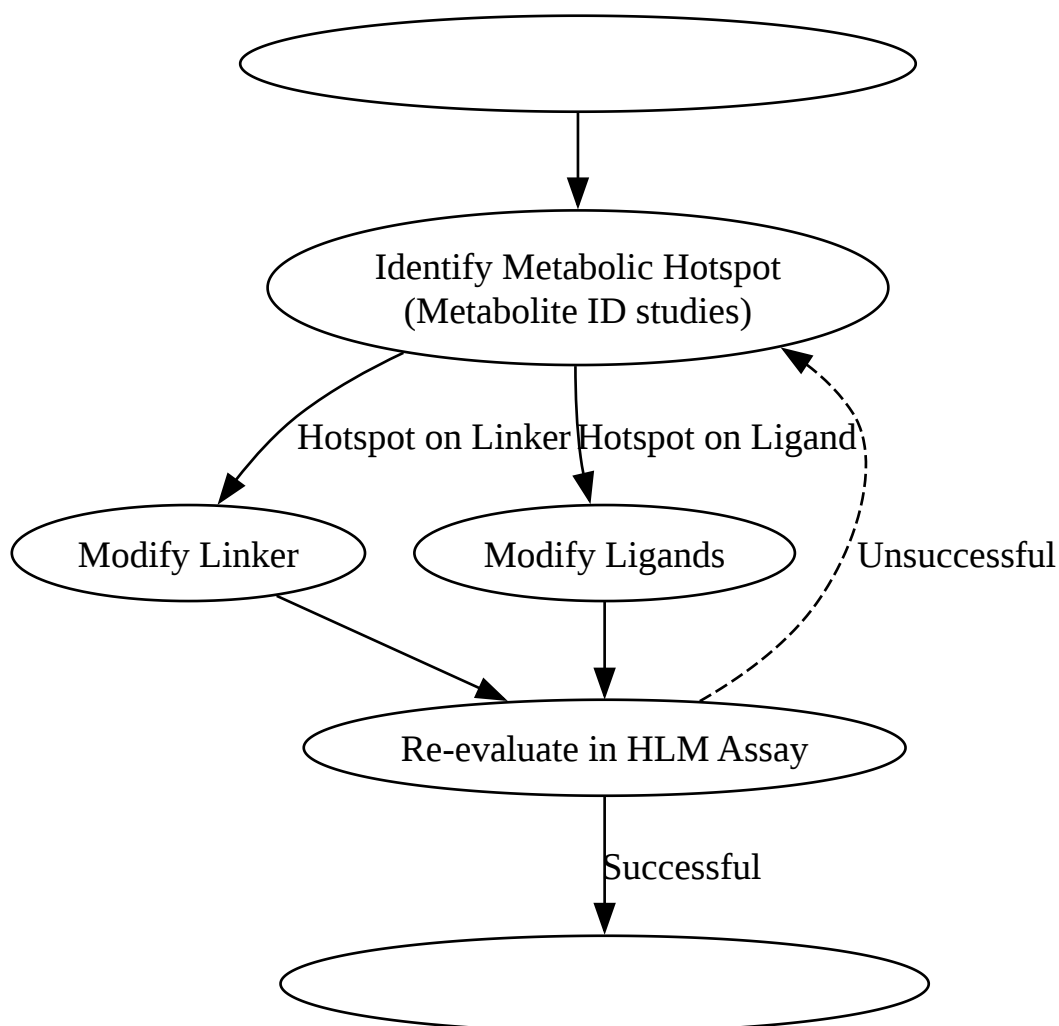 Identify Metabolic Hotspot
(Metabolite ID studies)
Hotspot on Linker
Hotspot on Ligand
Modify Linker
Modify Ligands
Unsuccessful
Re-evaluate in HLM Assay
Successful